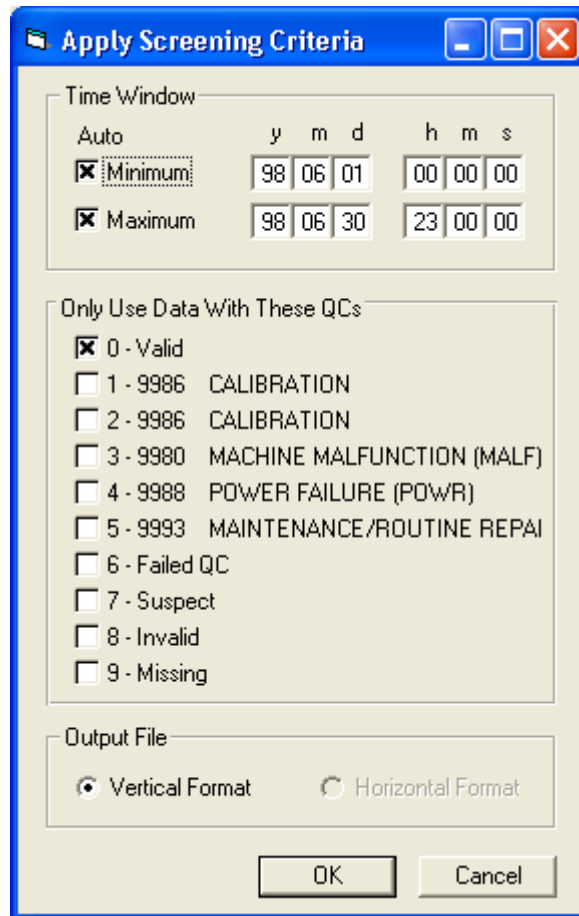 Apply Screening Criteria
Time Window
Auto y m d h m s
Minimum 98 06 01 00 00 00
Maximum 98 06 30 23 00 00
Only Use Data With These QCs
0 - Valid
1 - 9986 CALIBRATION
2 - 9986 CALIBRATION
3 - 9980 MACHINE MALFUNCTION (MALF)
4 - 9988 POWER FAILURE (POWR)
5 - 9993 MAINTENANCE/ROUTINE REPAI
6 - Failed QC
7 - Suspect
8 - Invalid
9 - Missing
Output File
Vertical Format Horizontal Format
OK Cancel